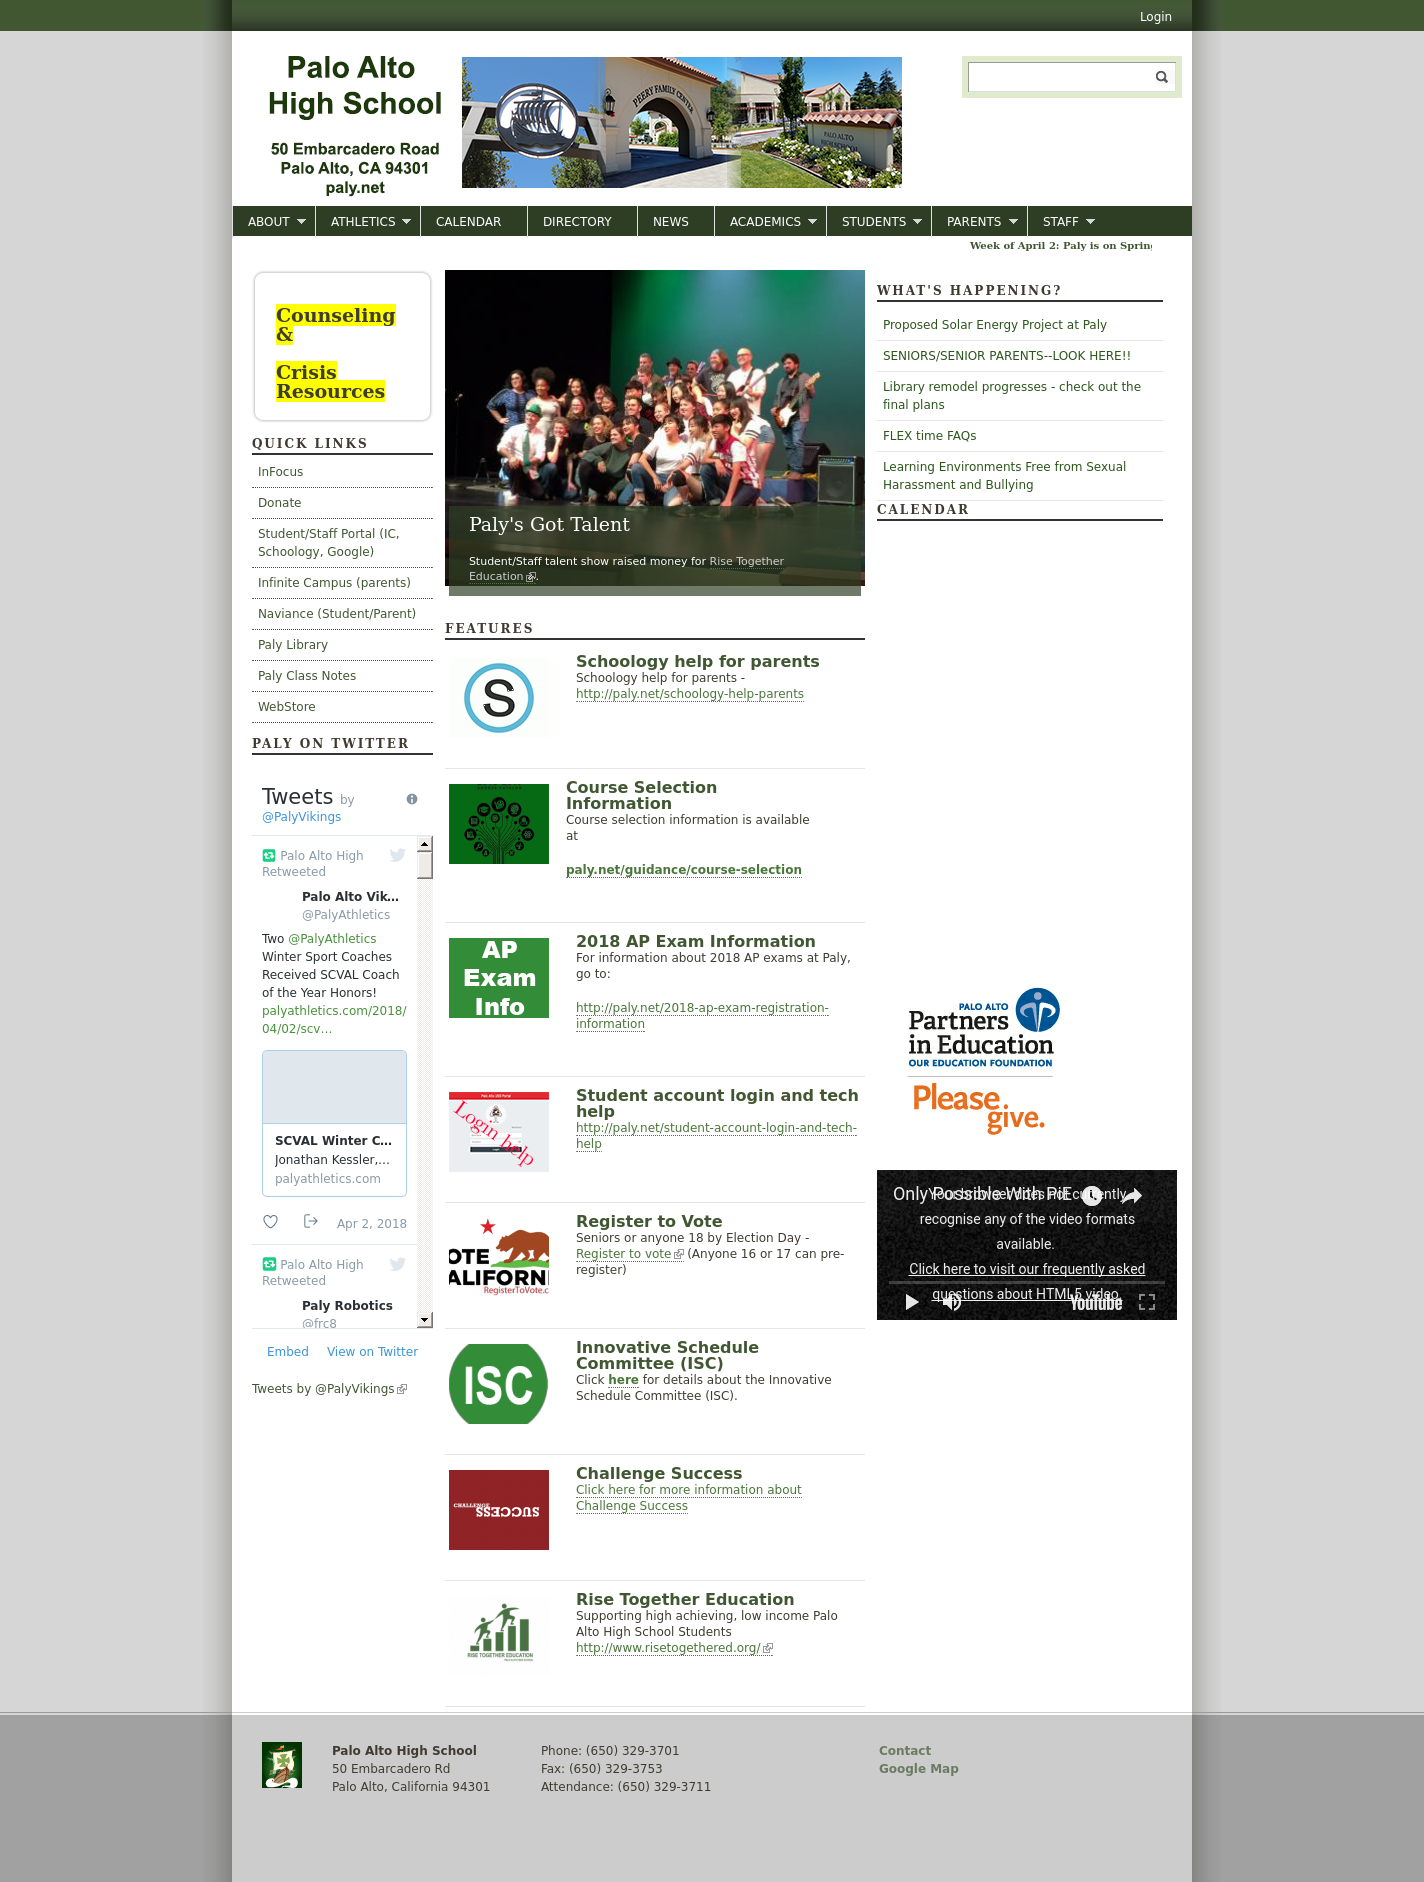 Login
Palo Alto
High School
50 Embarcadero Road
Palo Alto, CA 94301
paly.net
PEERY FAMILY CENTER
PALO ALTO
HIGH SCHOOL
ABOUT
ATHLETICS
CALENDAR
DIRECTORY
NEWS
ACADEMICS
STUDENTS
PARENTS
STAFF
Week of April 2: Paly is on Spring
Counseling
&
Crisis
Resources
QUICK LINKS
InFocus
Donate
Student/Staff Portal (IC,
Schoology, Google)
Infinite Campus (parents)
Naviance (Student/Parent)
Paly Library
Paly Class Notes
WebStore
PALY ON TWITTER
Tweets by
@PalyVikings
Palo Alto High
Retweeted
Palo Alto Vik...
@PalyAthletics
Two @PalyAthletics
Winter Sport Coaches
Received SCVAL Coach
of the Year Honors!
palyathletics.com/2018/
04/02/scv…
SCVAL Winter C...
Jonathan Kessler,...
palyathletics.com
Apr 2, 2018
Palo Alto High
Retweeted
Paly Robotics
@frc8
Embed
View on Twitter
Tweets by @PalyVikings
Paly's Got Talent
Student/Staff talent show raised money for Rise Together
Education.
FEATURES
S
Schoology help for parents
Schoology help for parents -
http://paly.net/schoology-help-parents
Course Selection
Information
Course selection information is available
at
paly.net/guidance/course-selection
AP
Exam
Info
2018 AP Exam Information
For information about 2018 AP exams at Paly,
go to:
http://paly.net/2018-ap-exam-registration-
information
Login help
Student account login and tech
help
http://paly.net/student-account-login-and-tech-
help
OTE
ALIFORNI
RegisterToVote.c
Register to Vote
Seniors or anyone 18 by Election Day -
Register to vote (Anyone 16 or 17 can pre-
register)
ISC
Innovative Schedule
Committee (ISC)
Click here for details about the Innovative
Schedule Committee (ISC).
CHALLENGE
SUCCESS
Challenge Success
Click here for more information about
Challenge Success
RISE TOGETHER EDUCATION
Rise Together Education
Supporting high achieving, low income Palo
Alto High School Students
http://www.risetogethered.org/
WHAT'S HAPPENING?
Proposed Solar Energy Project at Paly
SENIORS/SENIOR PARENTS--LOOK HERE!!
Library remodel progresses - check out the
final plans
FLEX time FAQs
Learning Environments Free from Sexual
Harassment and Bullying
CALENDAR
PALO ALTO
Partners
in Education
OUR EDUCATION FOUNDATION
Please
give.
Only Possible With PiE
Your browser does not currently
recognise any of the video formats
available.
Click here to visit our frequently asked
questions about HTML5 video.
YouTube
Palo Alto High School
50 Embarcadero Rd
Palo Alto, California 94301
Phone: (650) 329-3701
Fax: (650) 329-3753
Attendance: (650) 329-3711
Contact
Google Map